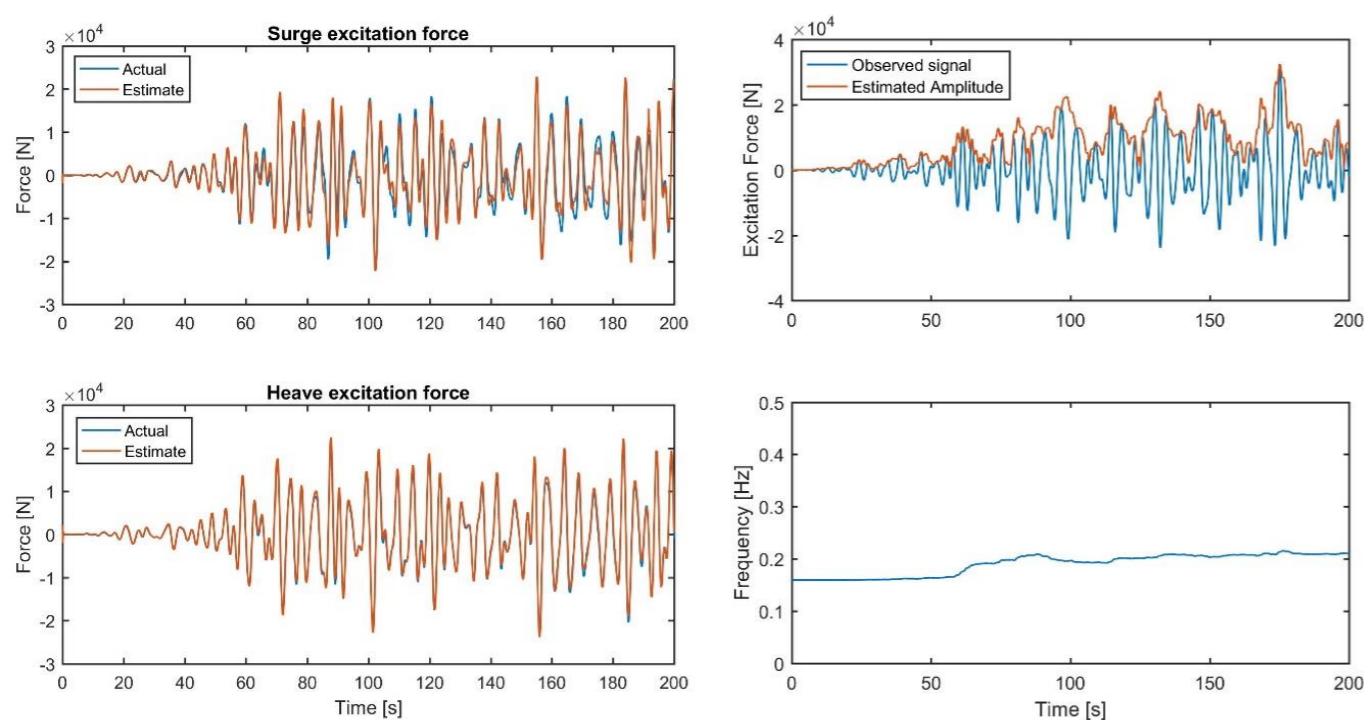 ×10⁴
Surge excitation force
Actual
Estimate
Force [N]
3
2
1
0
-1
-2
-3
0 20 40 60 80 100 120 140 160 180 200
×10⁴
Observed signal
Estimated Amplitude
Excitation Force [N]
4
2
0
-2
-4
0 50 100 150 200
×10⁴
Heave excitation force
Actual
Estimate
Force [N]
3
2
1
0
-1
-2
-3
0 20 40 60 80 100 120 140 160 180 200
Time [s]
Frequency [Hz]
0.5
0.4
0.3
0.2
0.1
0
0 50 100 150 200
Time [s]